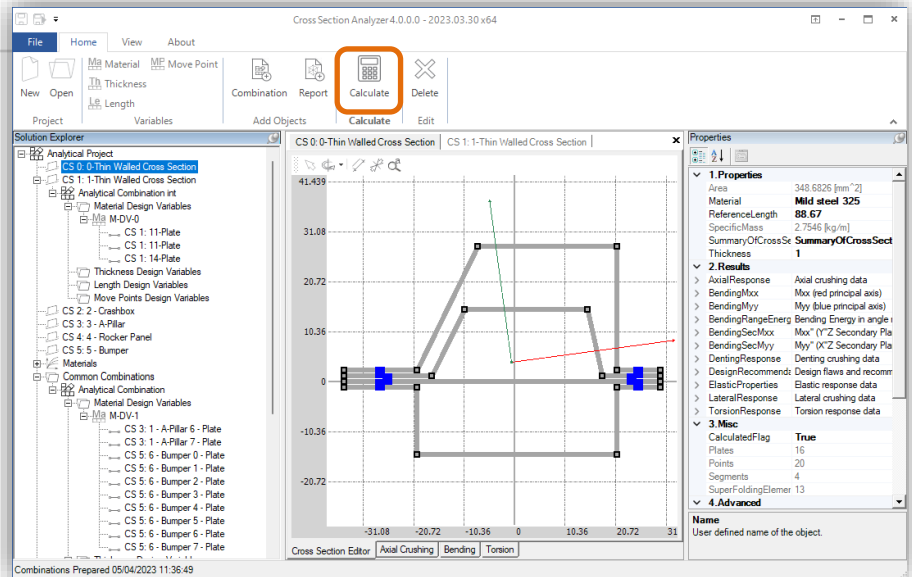 Cross Section Analyzer 4.0.0.0 - 2023.03.30 x64
File Home View About
Ma Material MP Move Point
Th Thickness
Le Length
New Open Combination Report Calculate Delete
Project Variables Add Objects Calculate Edit
Solution Explorer
Analytical Project
CS 0: 0-Thin Walled Cross Section
CS 1: 1-Thin Walled Cross Section
Analytical Combination int
Material Design Variables
Ma M-DV-0
CS 1: 11-Plate
CS 1: 11-Plate
CS 1: 14-Plate
Thickness Design Variables
Length Design Variables
Move Points Design Variables
CS 2: 2 - Crashbox
CS 3: 3 - A-Pillar
CS 4: 4 - Rocker Panel
CS 5: 5 - Bumper
Materials
Common Combinations
Analytical Combination
Material Design Variables
Ma M-DV-1
CS 3: 1 - A-Pillar 6 - Plate
CS 3: 1 - A-Pillar 7 - Plate
CS 5: 6 - Bumper 0 - Plate
CS 5: 6 - Bumper 1 - Plate
CS 5: 6 - Bumper 2 - Plate
CS 5: 6 - Bumper 3 - Plate
CS 5: 6 - Bumper 4 - Plate
CS 5: 6 - Bumper 5 - Plate
CS 5: 6 - Bumper 6 - Plate
CS 5: 6 - Bumper 7 - Plate
CS 0: 0-Thin Walled Cross Section CS 1: 1-Thin Walled Cross Section
41.439
31.08
20.72
10.36
0
-10.36
-20.72
-31.08 -20.72 -10.36 0 10.36 20.72 31
Cross Section Editor Axial Crushing Bending Torsion
Properties
1.Properties
Area 348.6826 [mm^2]
Material Mild steel 325
ReferenceLength 88.67
SpecificMass 2.7546 [kg/m]
SummaryOfCrossSe SummaryOfCrossSect
Thickness 1
2.Results
AxialResponse Axial crushing data
BendingMxx Mxx (red principal axis)
BendingMyy Myy (blue principal axis)
BendingRangeEnerg Bending Energy in angle
BendingSecMxx Mxx" (Y"Z Secondary Pla
BendingSecMyy Myy" (X"Z Secondary Pla
DentingResponse Denting crushing data
DesignRecommenda Design flaws and recomm
ElasticProperties Elastic response data
LateralResponse Lateral crushing data
TorsionResponse Torsion response data
3.Misc
CalculatedFlag True
Plates 16
Points 20
Segments 4
SuperFoldingElemer 13
4.Advanced
Name
User defined name of the object.
Combinations Prepared 05/04/2023 11:36:49